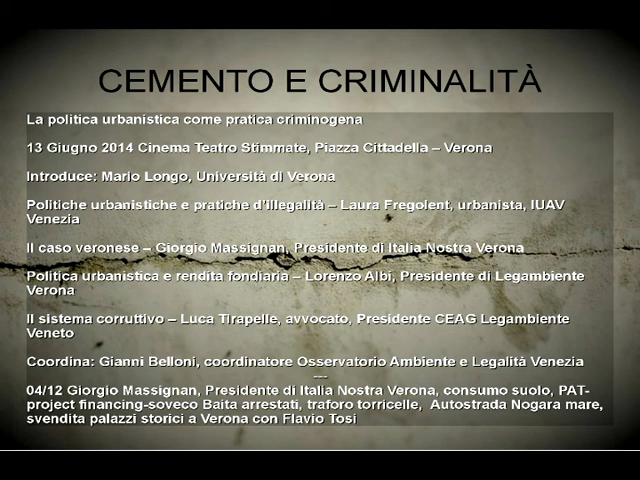 CEMENTO E CRIMINALITÀ
La politica urbanistica come pratica criminogena
13 Giugno 2014 Cinema Teatro Stimmate, Piazza Cittadella – Verona
Introduce: Mario Longo, Università di Verona
Politiche urbanistiche e pratiche d'illegalità – Laura Fregolent, urbanista, IUAV
Venezia
Il caso veronese – Giorgio Massignan, Presidente di Italia Nostra Verona
Politica urbanistica e rendita fondiaria – Lorenzo Albi, Presidente di Legambiente
Verona
Il sistema corruttivo – Luca Tirapelle, avvocato, Presidente CEAG Legambiente
Veneto
Coordina: Gianni Belloni, coordinatore Osservatorio Ambiente e Legalità Venezia
---
04/12 Giorgio Massignan, Presidente di Italia Nostra Verona, consumo suolo, PAT-
project financing-soveco Baita arrestati, traforo torricelle, Autostrada Nogara mare,
svendita palazzi storici a Verona con Flavio Tosi